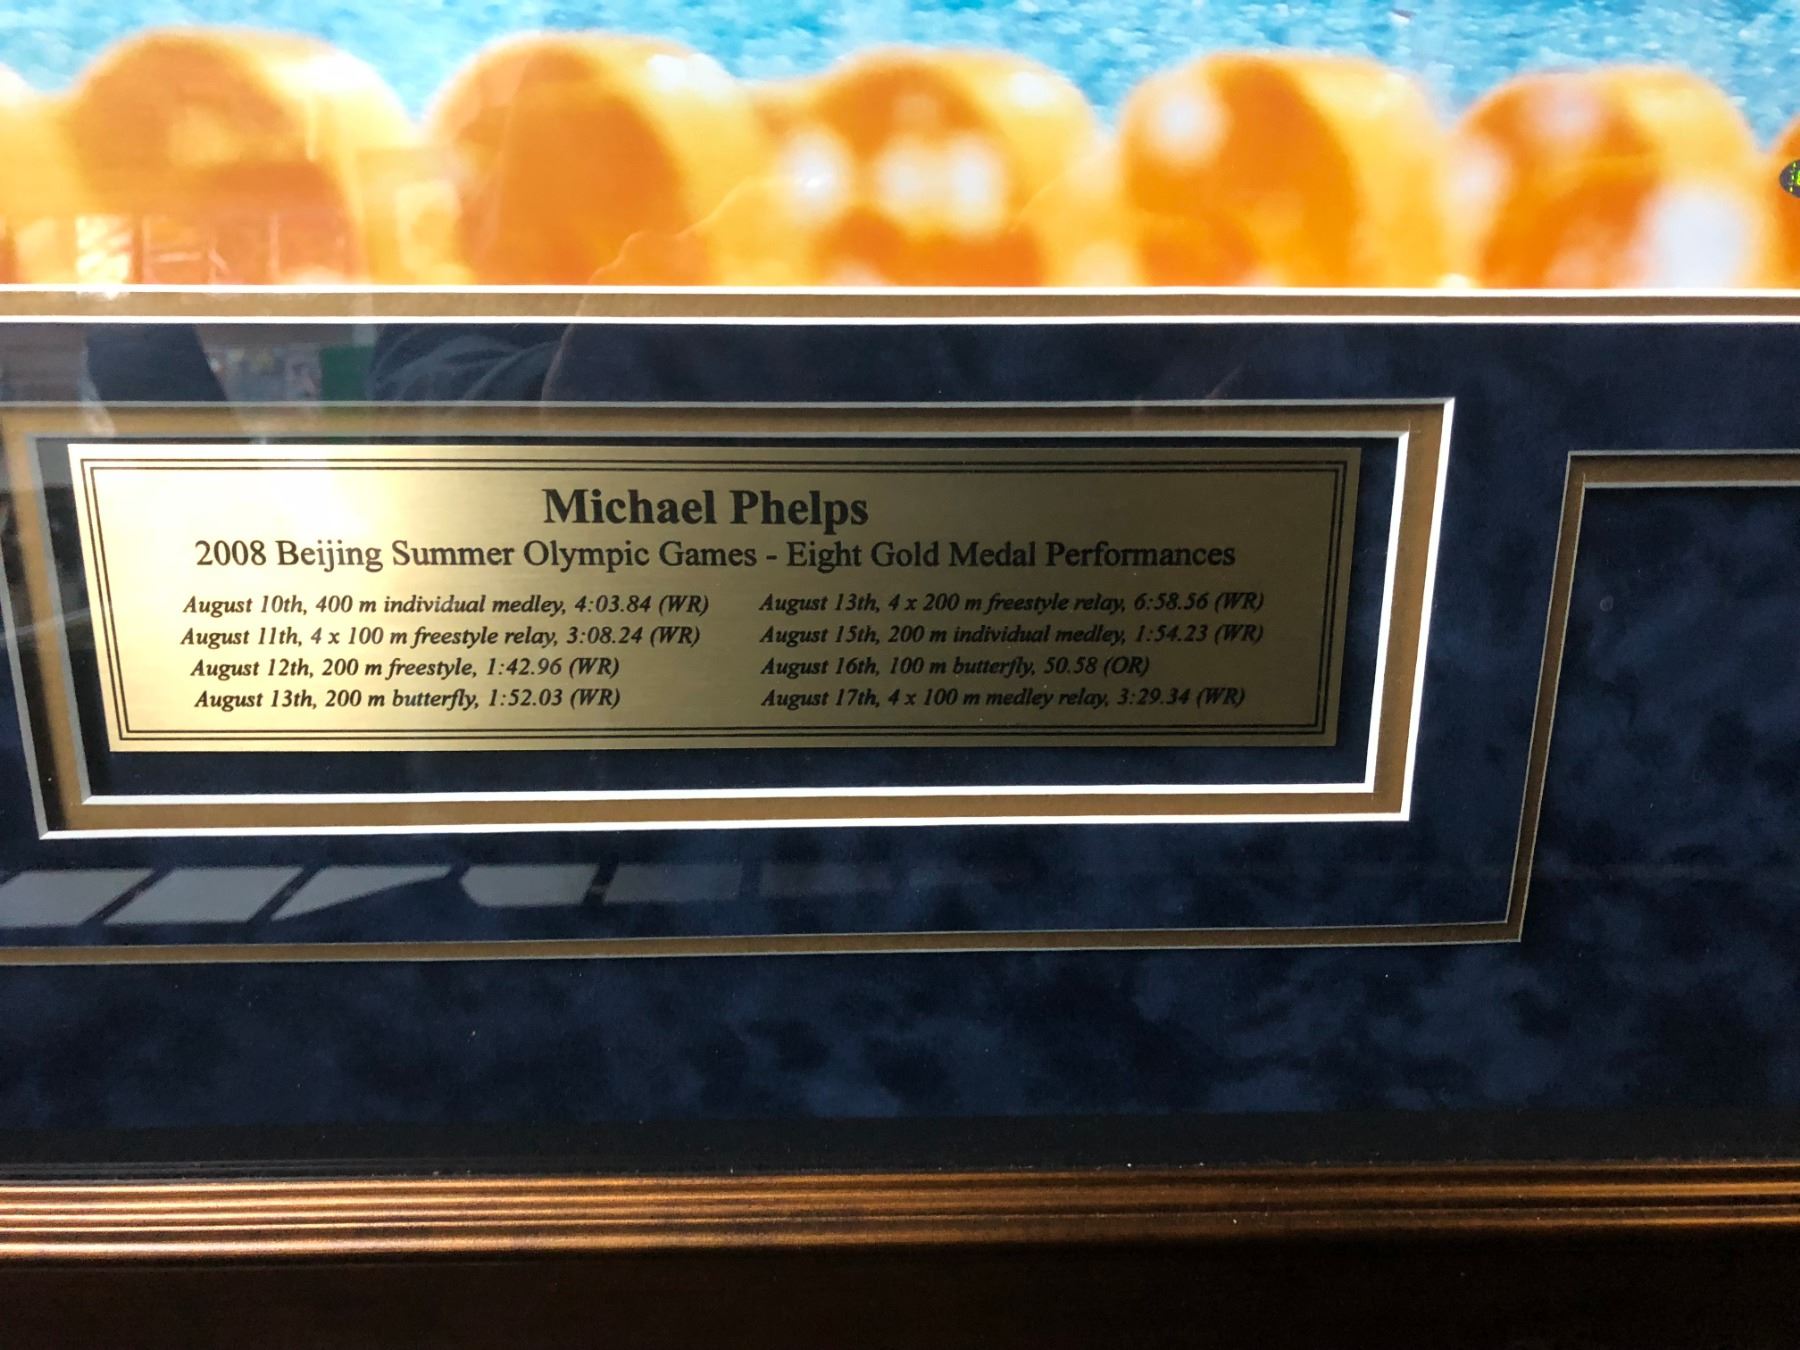 Michael Phelps
2008 Beijing Summer Olympic Games - Eight Gold Medal Performances
August 10th, 400 m individual medley, 4:03.84 (WR)
August 11th, 4 x 100 m freestyle relay, 3:08.24 (WR)
August 12th, 200 m freestyle, 1:42.96 (WR)
August 13th, 200 m butterfly, 1:52.03 (WR)
August 13th, 4 x 200 m freestyle relay, 6:58.56 (WR)
August 15th, 200 m individual medley, 1:54.23 (WR)
August 16th, 100 m butterfly, 50.58 (OR)
August 17th, 4 x 100 m medley relay, 3:29.34 (WR)